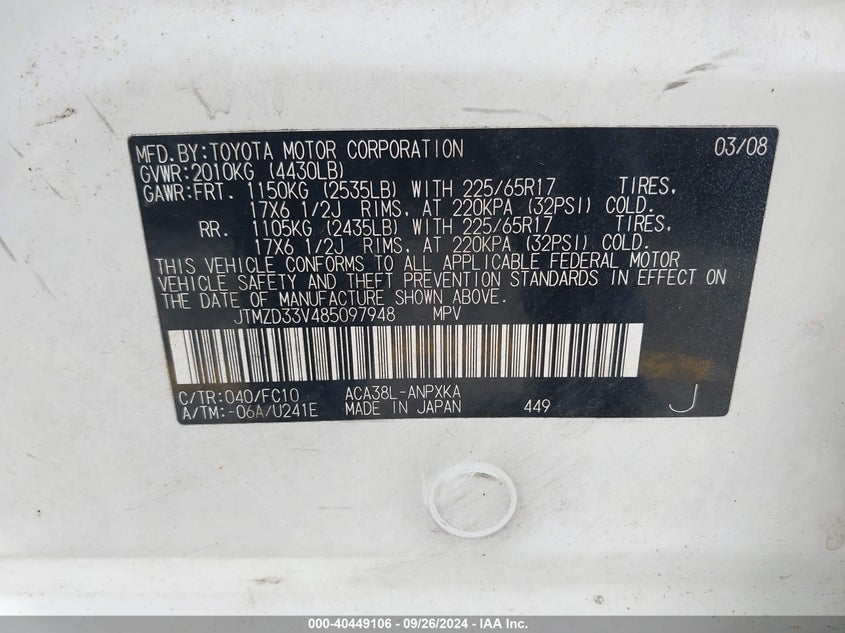 MFD.BY:TOYOTA MOTOR CORPORATION 03/08
GVWR:2010KG (4430LB)
GAWR:FRT. 1150KG (2535LB) WITH 225/65R17 TIRES,
17X6 1/2J RIMS, AT 220KPA (32PSI) COLD.
RR. 1105KG (2435LB) WITH 225/65R17 TIRES,
17X6 1/2J RIMS, AT 220KPA (32PSI) COLD.
THIS VEHICLE CONFORMS TO ALL APPLICABLE FEDERAL MOTOR
VEHICLE SAFETY AND THEFT PREVENTION STANDARDS IN EFFECT ON
THE DATE OF MANUFACTURE SHOWN ABOVE.
JTMZD33V485097948 MPV
C/TR:040/FC10 ACA38L-ANPXKA
A/TM:-06A/U241E MADE IN JAPAN 449 J
000-40449106 - 09/26/2024 - IAA Inc.